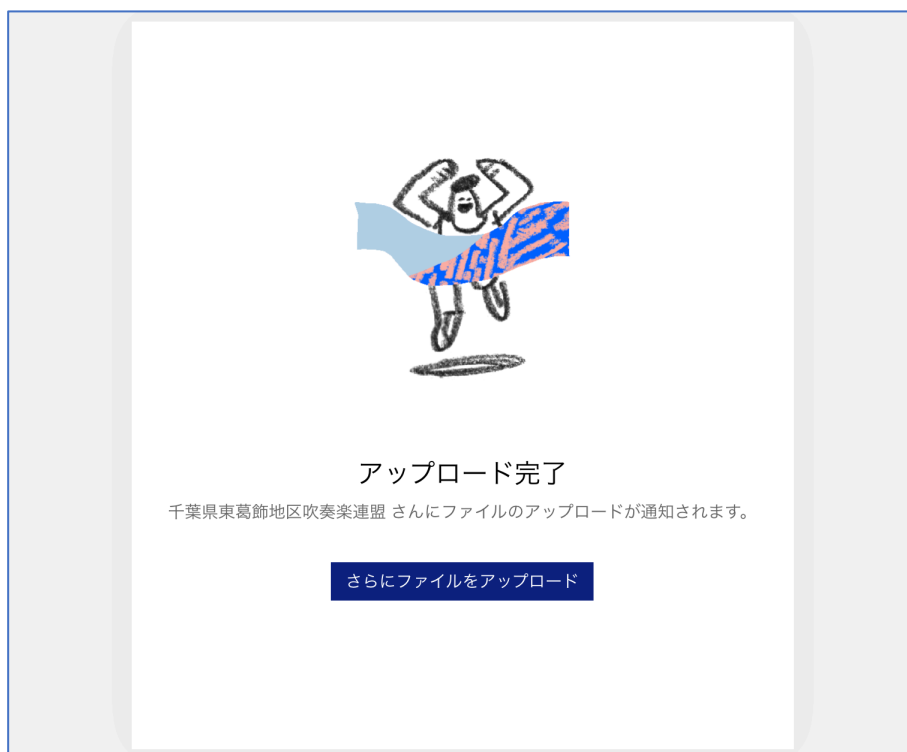 アップロード完了
千葉県東葛飾地区吹奏楽連盟 さんにファイルのアップロードが通知されます。
さらにファイルをアップロード